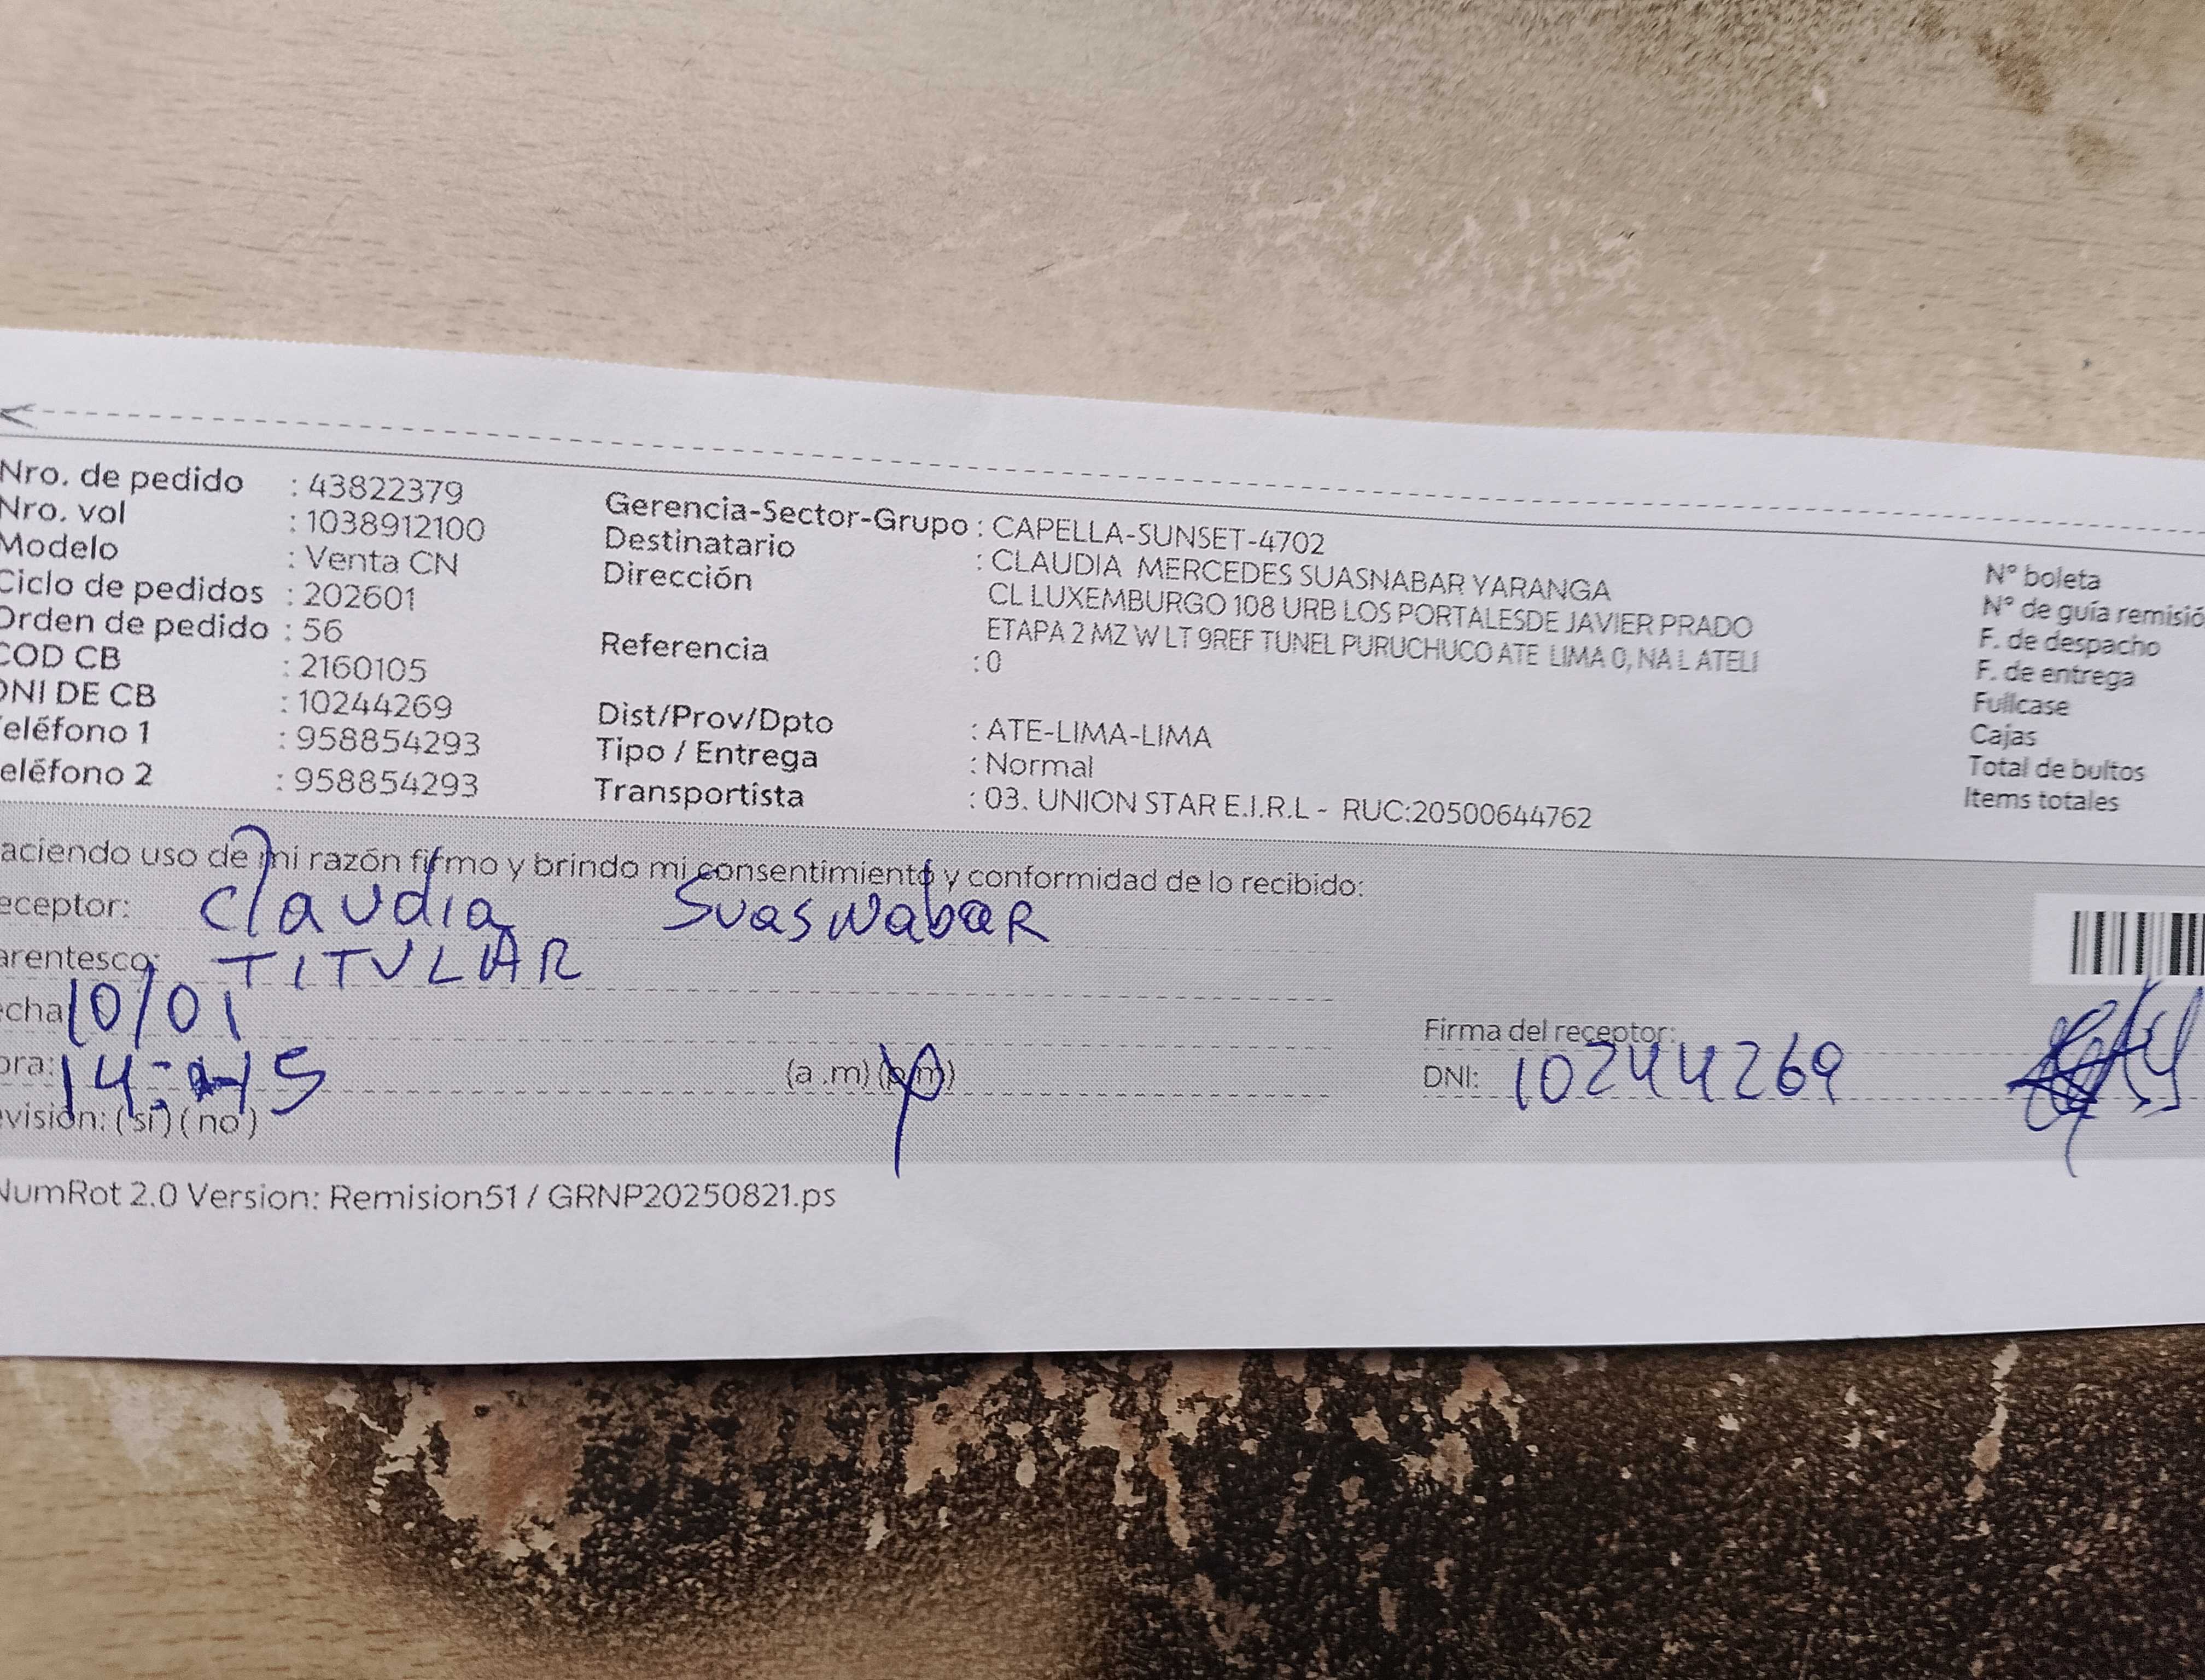 Nro. de pedido : 43822379
Nro. vol : 1038912100
Modelo : Venta CN
Ciclo de pedidos : 202601
Orden de pedido : 56
COD CB : 2160105
DNI DE CB : 10244269
eléfono 1 : 958854293
eléfono 2 : 958854293
Gerencia-Sector-Grupo : CAPELLA-SUNSET-4702
Destinatario : CLAUDIA MERCEDES SUASNABAR YARANGA
Dirección CL LUXEMBURGO 108 URB LOS PORTALESDE JAVIER PRADO
ETAPA 2 MZ W LT 9REF TUNEL PURUCHUCO ATE LIMA 0, NA L ATELI
Referencia : 0
Dist/Prov/Dpto : ATE-LIMA-LIMA
Tipo / Entrega : Normal
Transportista : 03. UNION STAR E.I.R.L - RUC:20500644762
N° boleta
N° de guía remisió
F. de despacho
F. de entrega
Fullcase
Cajas
Total de bultos
Items totales
aciendo uso de mi razón firmo y brindo mi consentimiento y conformidad de lo recibido:
eceptor: Claudia Suasnabar
arentesco: TITULAR
echa 10/01
ora: 14: 45 (a .m) (p.m)
evisión: ( si ) ( no )
Firma del receptor:
DNI: 10244269
NumRot 2.0 Version: Remision51 / GRNP20250821.ps